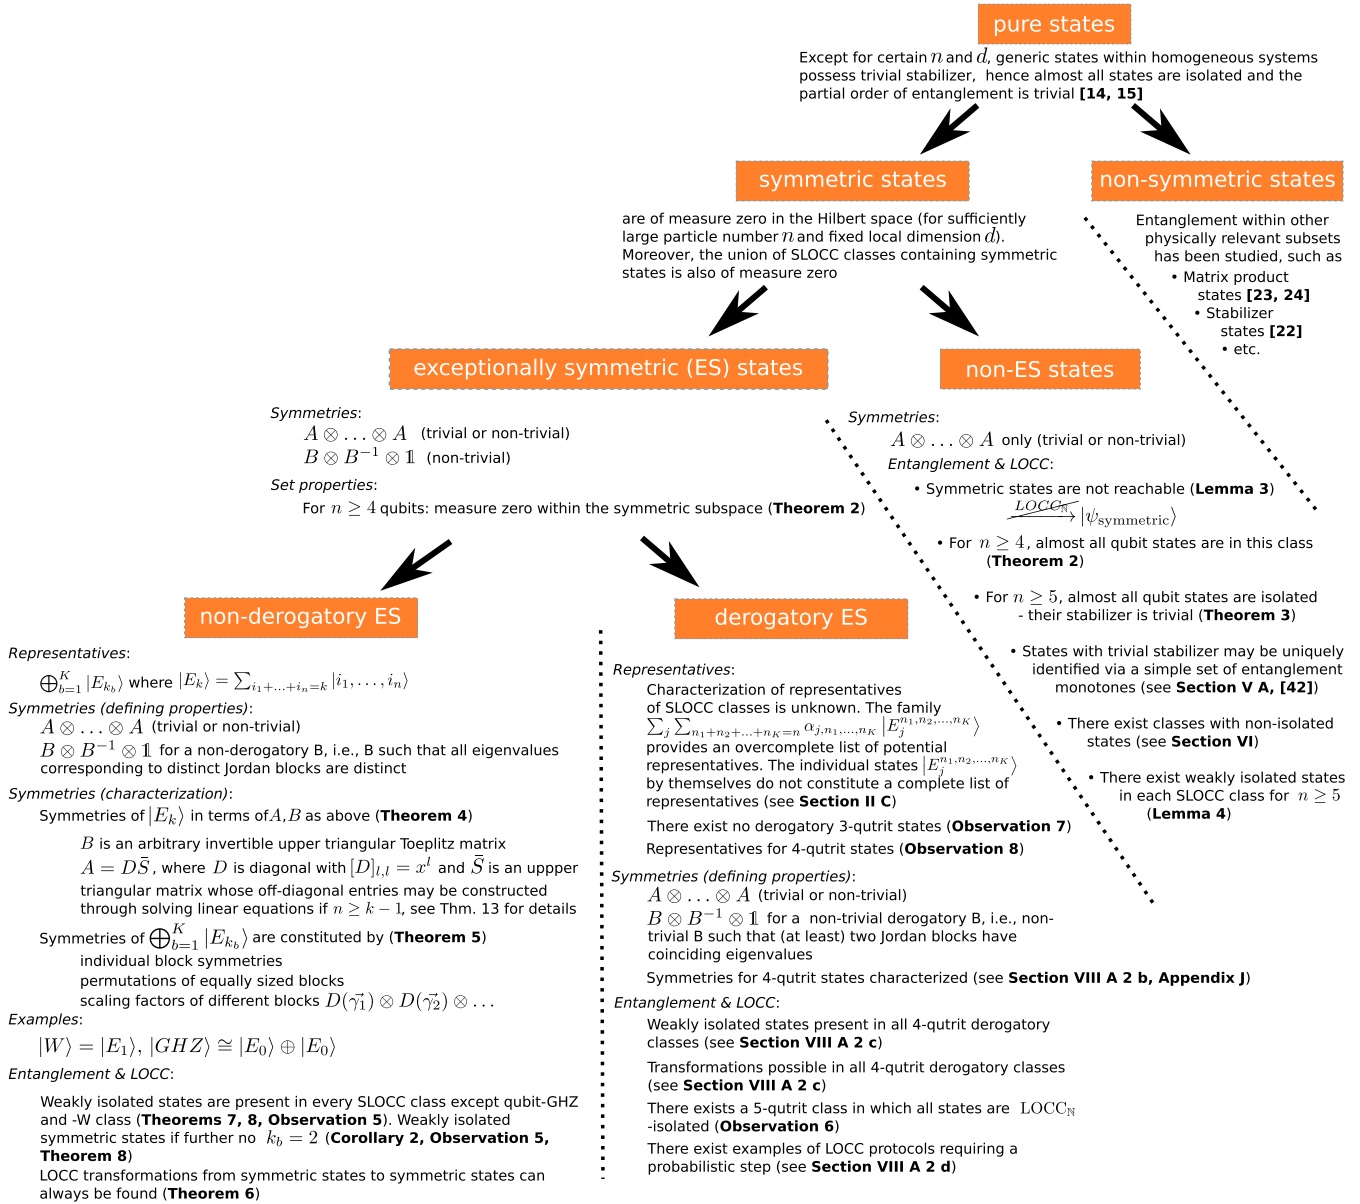 pure states
Except for certain n and d, generic states within homogeneous systems
possess trivial stabilizer, hence almost all states are isolated and the
partial order of entanglement is trivial [14, 15]
symmetric states
are of measure zero in the Hilbert space (for sufficiently
large particle number n and fixed local dimension d).
Moreover, the union of SLOCC classes containing symmetric
states is also of measure zero
non-symmetric states
Entanglement within other
physically relevant subsets
has been studied, such as
• Matrix product
states [23, 24]
• Stabilizer
states [22]
• etc.
exceptionally symmetric (ES) states
Symmetries:
A ⊗ … ⊗ A (trivial or non-trivial)
B ⊗ B⁻¹ ⊗ 𝟙 (non-trivial)
Set properties:
For n ≥ 4 qubits: measure zero within the symmetric subspace (Theorem 2)
non-ES states
Symmetries:
A ⊗ … ⊗ A only (trivial or non-trivial)
Entanglement & LOCC:
• Symmetric states are not reachable (Lemma 3)
LOCC_ℕ → |ψ_symmetric⟩
• For n ≥ 4, almost all qubit states are in this class
(Theorem 2)
• For n ≥ 5, almost all qubit states are isolated
- their stabilizer is trivial (Theorem 3)
• States with trivial stabilizer may be uniquely
identified via a simple set of entanglement
monotones (see Section V A, [42])
• There exist classes with non-isolated
states (see Section VI)
• There exist weakly isolated states
in each SLOCC class for n ≥ 5
(Lemma 4)
non-derogatory ES
Representatives:
⨁_{b=1}^{K} |E_{k_b}⟩ where |E_k⟩ = ∑_{i_1+…+i_n=k} |i_1, …, i_n⟩
Symmetries (defining properties):
A ⊗ … ⊗ A (trivial or non-trivial)
B ⊗ B⁻¹ ⊗ 𝟙 for a non-derogatory B, i.e., B such that all eigenvalues
corresponding to distinct Jordan blocks are distinct
Symmetries (characterization):
Symmetries of |E_k⟩ in terms of A, B as above (Theorem 4)
B is an arbitrary invertible upper triangular Toeplitz matrix
A = DS̄, where D is diagonal with [D]_{l,l} = x^l and S̄ is an uppper
triangular matrix whose off-diagonal entries may be constructed
through solving linear equations if n ≥ k − 1, see Thm. 13 for details
Symmetries of ⨁_{b=1}^{K} |E_{k_b}⟩ are constituted by (Theorem 5)
individual block symmetries
permutations of equally sized blocks
scaling factors of different blocks D(γ⃗_1) ⊗ D(γ⃗_2) ⊗ …
Examples:
|W⟩ = |E_1⟩, |GHZ⟩ ≅ |E_0⟩ ⊕ |E_0⟩
Entanglement & LOCC:
Weakly isolated states are present in every SLOCC class except qubit-GHZ
and -W class (Theorems 7, 8, Observation 5). Weakly isolated
symmetric states if further no k_b = 2 (Corollary 2, Observation 5,
Theorem 8)
LOCC transformations from symmetric states to symmetric states can
always be found (Theorem 6)
derogatory ES
Representatives:
Characterization of representatives
of SLOCC classes is unknown. The family
∑_j ∑_{n_1+n_2+…+n_K=n} α_{j,n_1,…,n_K} |E_j^{n_1,n_2,…,n_K}⟩
provides an overcomplete list of potential
representatives. The individual states |E_j^{n_1,n_2,…,n_K}⟩
by themselves do not constitute a complete list of
representatives (see Section II C)
There exist no derogatory 3-qutrit states (Observation 7)
Representatives for 4-qutrit states (Observation 8)
Symmetries (defining properties):
A ⊗ … ⊗ A (trivial or non-trivial)
B ⊗ B⁻¹ ⊗ 𝟙 for a non-trivial derogatory B, i.e., non-
trivial B such that (at least) two Jordan blocks have
coinciding eigenvalues
Symmetries for 4-qutrit states characterized (see Section VIII A 2 b, Appendix J)
Entanglement & LOCC:
Weakly isolated states present in all 4-qutrit derogatory
classes (see Section VIII A 2 c)
Transformations possible in all 4-qutrit derogatory classes
(see Section VIII A 2 c)
There exists a 5-qutrit class in which all states are LOCC_ℕ
-isolated (Observation 6)
There exist examples of LOCC protocols requiring a
probabilistic step (see Section VIII A 2 d)